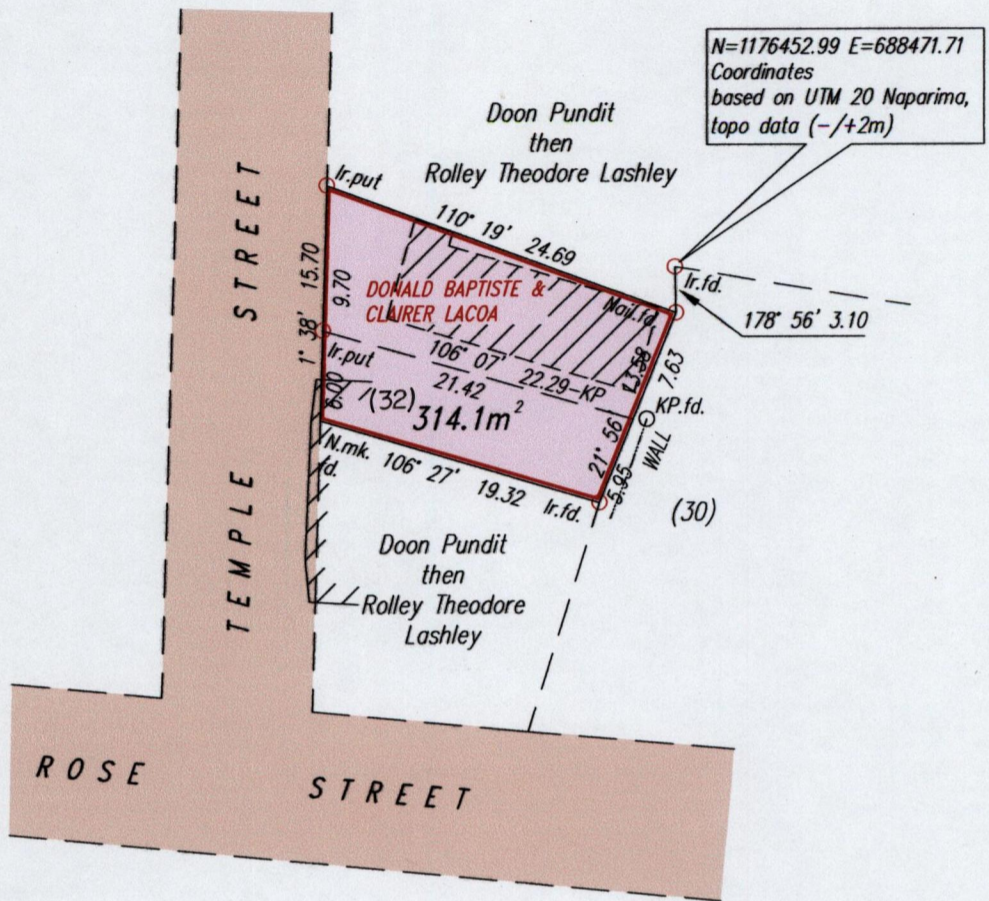 N=1176452.99 E=688471.71
Coordinates
based on UTM 20 Naparima,
topo data (-/+2m)
Doon Pundit
then
Rolley Theodore Lashley
Ir.put
110° 19' 24.69
Ir.fd.
178° 56' 3.10
TEMPLE STREET
1° 38' 15.70
9.70
DONALD BAPTISTE &
CLAIRER LACOA
Nail.fd.
Ir.put
106° 07'
21.42
22.29-KP
13.58
7.63
KP.fd.
6.00
(32)
314.1m²
21° 56'
5.95
WALL
N.mk.
fd.
106° 27'
19.32
Ir.fd.
(30)
Doon Pundit
then
Rolley Theodore
Lashley
ROSE STREET